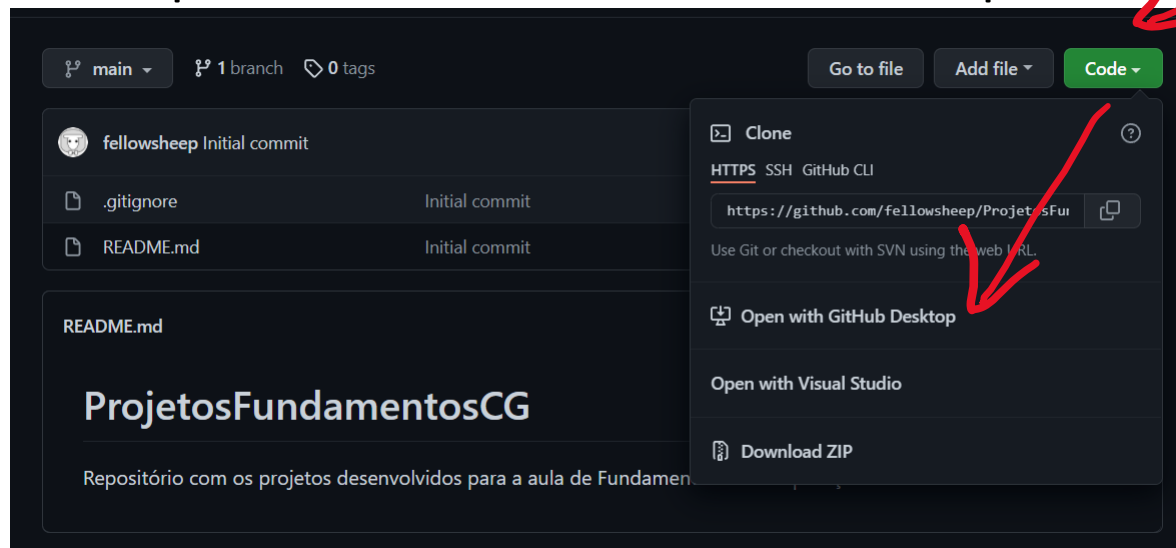 main 1 branch 0 tags Go to file Add file Code
fellowsheep Initial commit
.gitignore Initial commit
README.md Initial commit
Clone
HTTPS SSH GitHub CLI
https://github.com/fellowsheep/ProjetosFu
Use Git or checkout with SVN using the web URL.
Open with GitHub Desktop
Open with Visual Studio
Download ZIP
README.md
ProjetosFundamentosCG
Repositório com os projetos desenvolvidos para a aula de